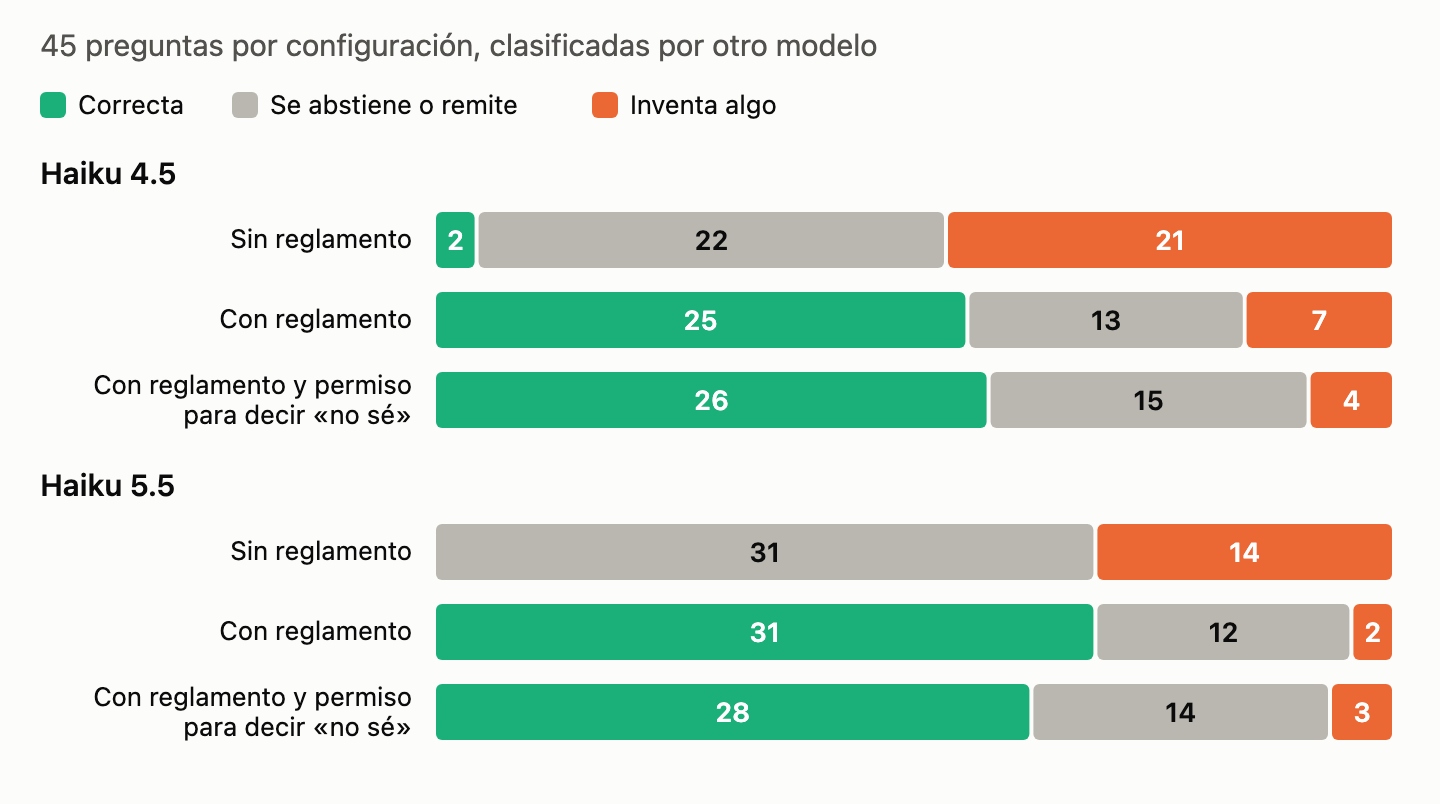 45 preguntas por configuración, clasificadas por otro modelo
Correcta
Se abstiene o remite
Inventa algo
Haiku 4.5
Sin reglamento
2
22
21
Con reglamento
25
13
7
Con reglamento y permiso
para decir «no sé»
26
15
4
Haiku 5.5
Sin reglamento
31
14
Con reglamento
31
12
2
Con reglamento y permiso
para decir «no sé»
28
14
3